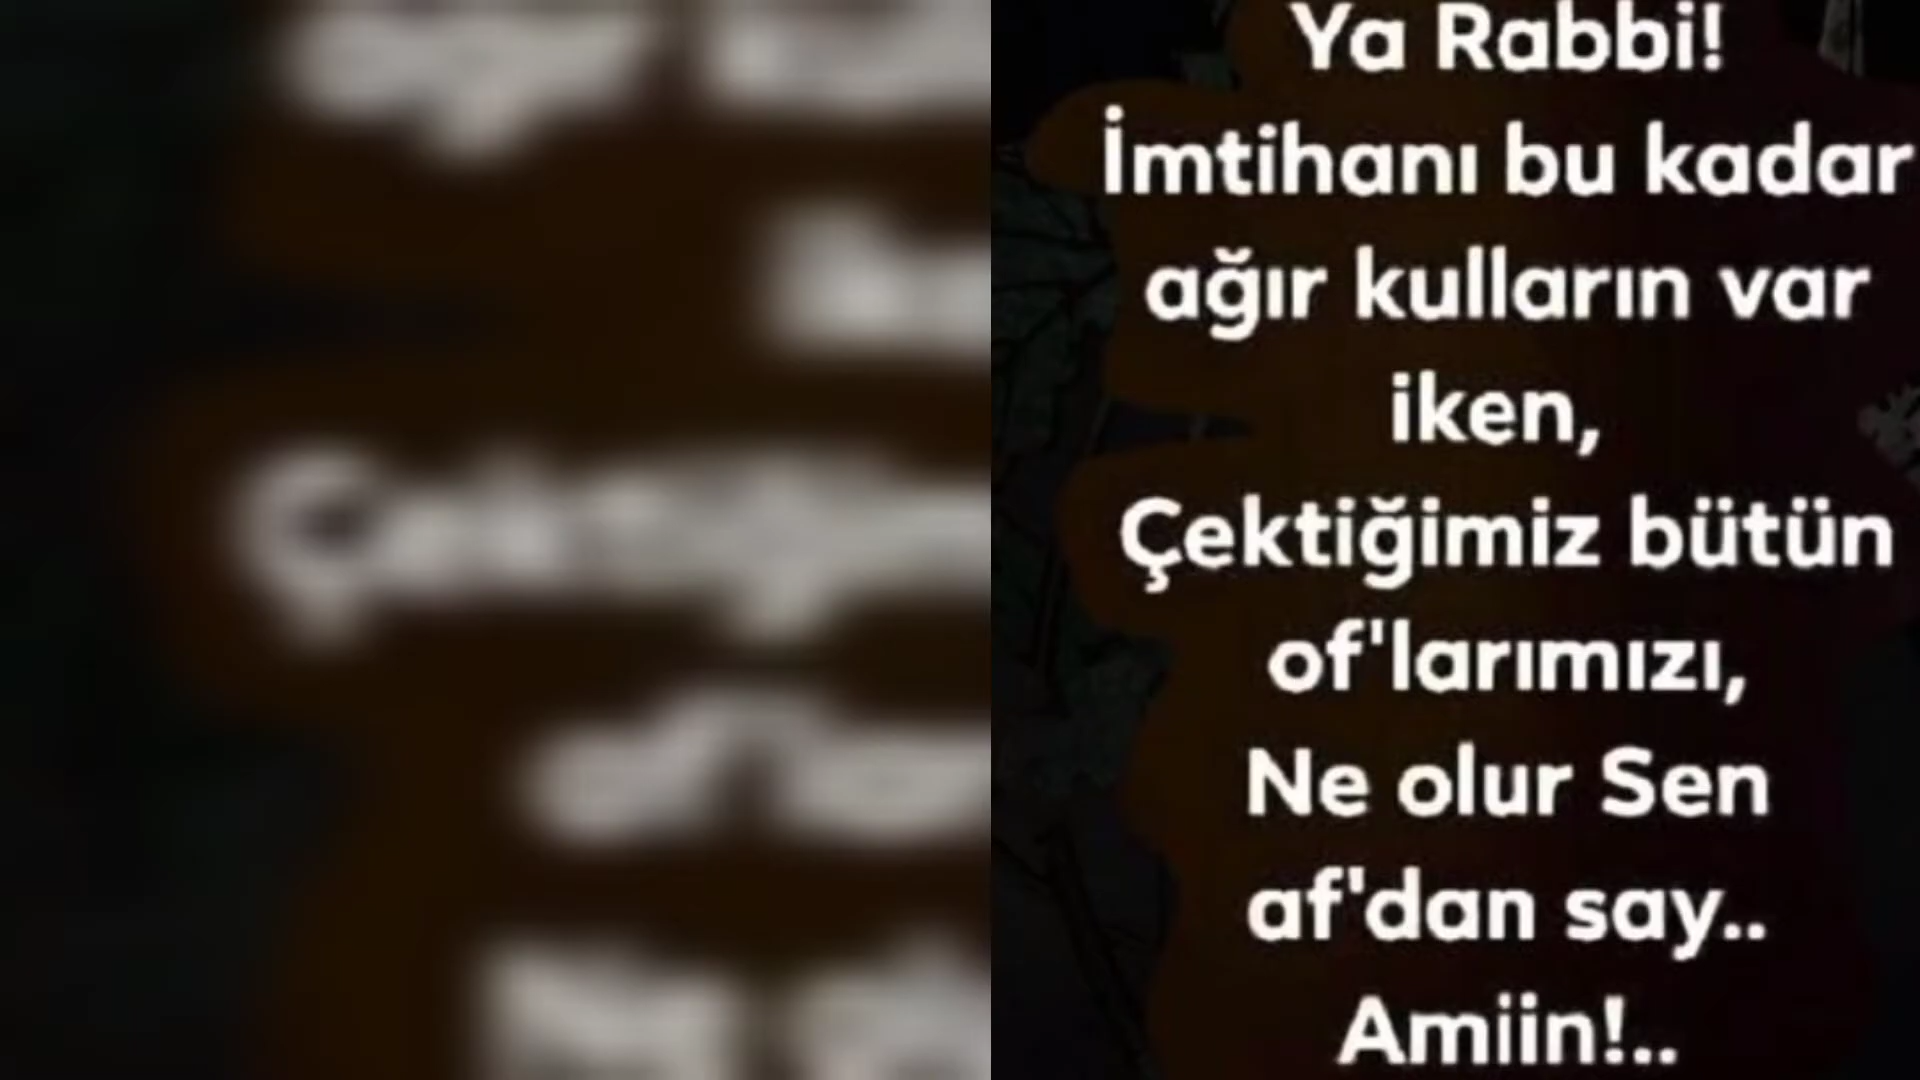 Ya Rabbi!
İmtihanı bu kadar
ağır kulların var
iken,
Çektiğimiz bütün
of'larımızı,
Ne olur Sen
af'dan say..
Amiin!..